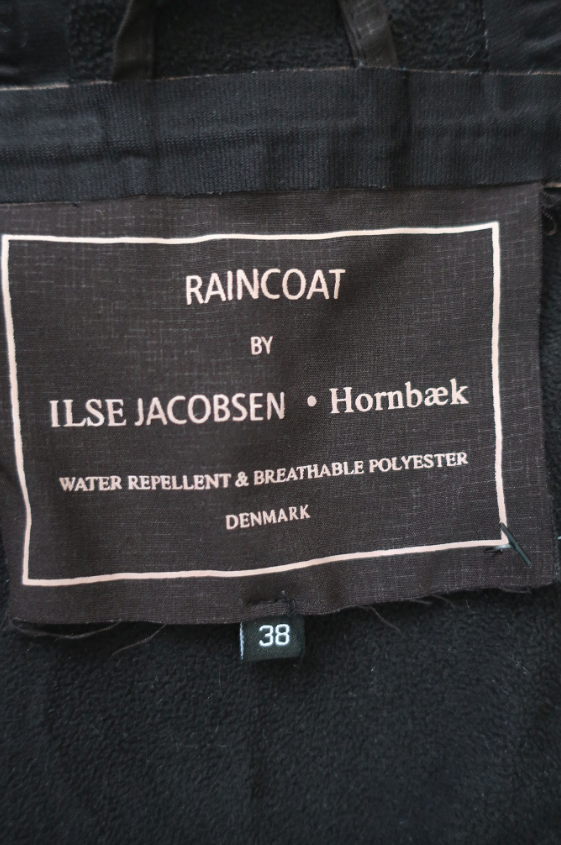 RAINCOAT
BY
ILSE JACOBSEN • Hornbæk
WATER REPELLENT & BREATHABLE POLYESTER
DENMARK
38